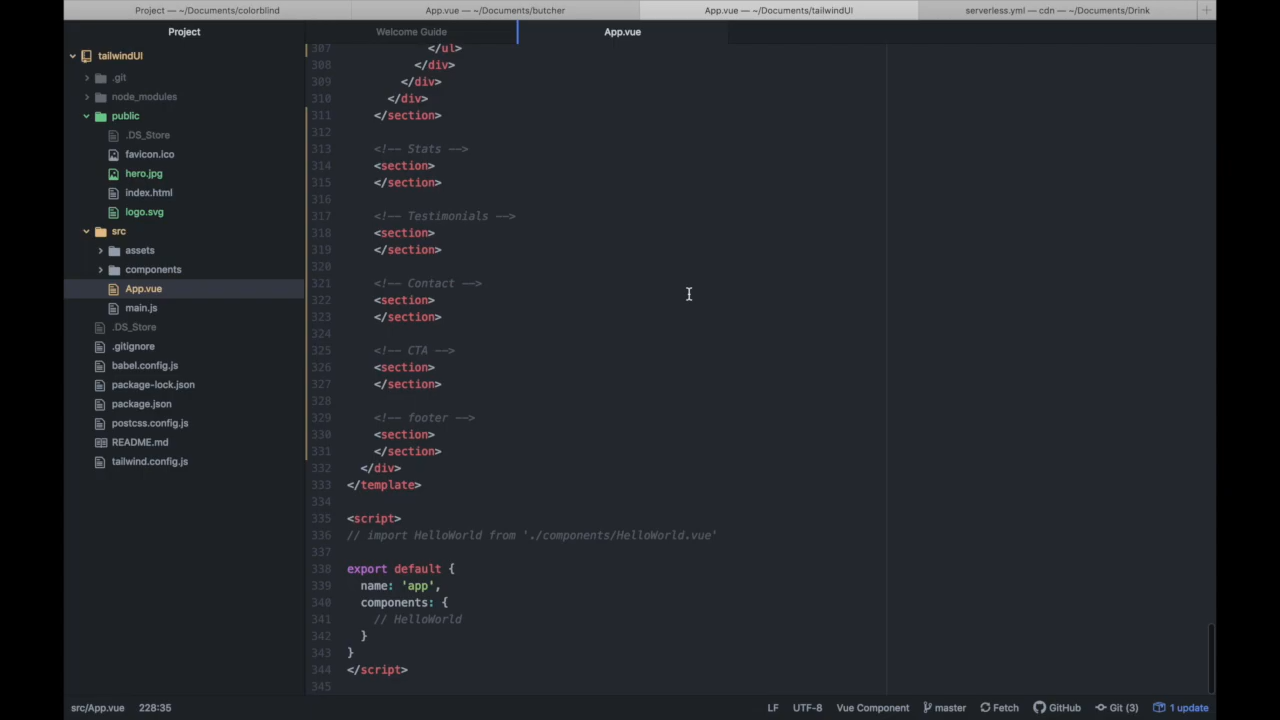 Project — ~/Documents/colorblind
App.vue — ~/Documents/butcher
App.vue — ~/Documents/tailwindUI
serverless.yml — cdn — ~/Documents/Drink
Project
Welcome Guide
App.vue
tailwindUI
.git
node_modules
public
.DS_Store
favicon.ico
hero.jpg
index.html
logo.svg
src
assets
components
App.vue
main.js
.DS_Store
.gitignore
babel.config.js
package-lock.json
package.json
postcss.config.js
README.md
tailwind.config.js
307 </ul>
308 </div>
309 </div>
310 </div>
311 </section>
312
313 <!-- Stats -->
314 <section>
315 </section>
316
317 <!-- Testimonials -->
318 <section>
319 </section>
320
321 <!-- Contact -->
322 <section>
323 </section>
324
325 <!-- CTA -->
326 <section>
327 </section>
328
329 <!-- footer -->
330 <section>
331 </section>
332 </div>
333 </template>
334
335 <script>
336 // import HelloWorld from './components/HelloWorld.vue'
337
338 export default {
339 name: 'app',
340 components: {
341 // HelloWorld
342 }
343 }
344 </script>
345
src/App.vue 228:35
LF UTF-8 Vue Component master Fetch GitHub Git (3) 1 update